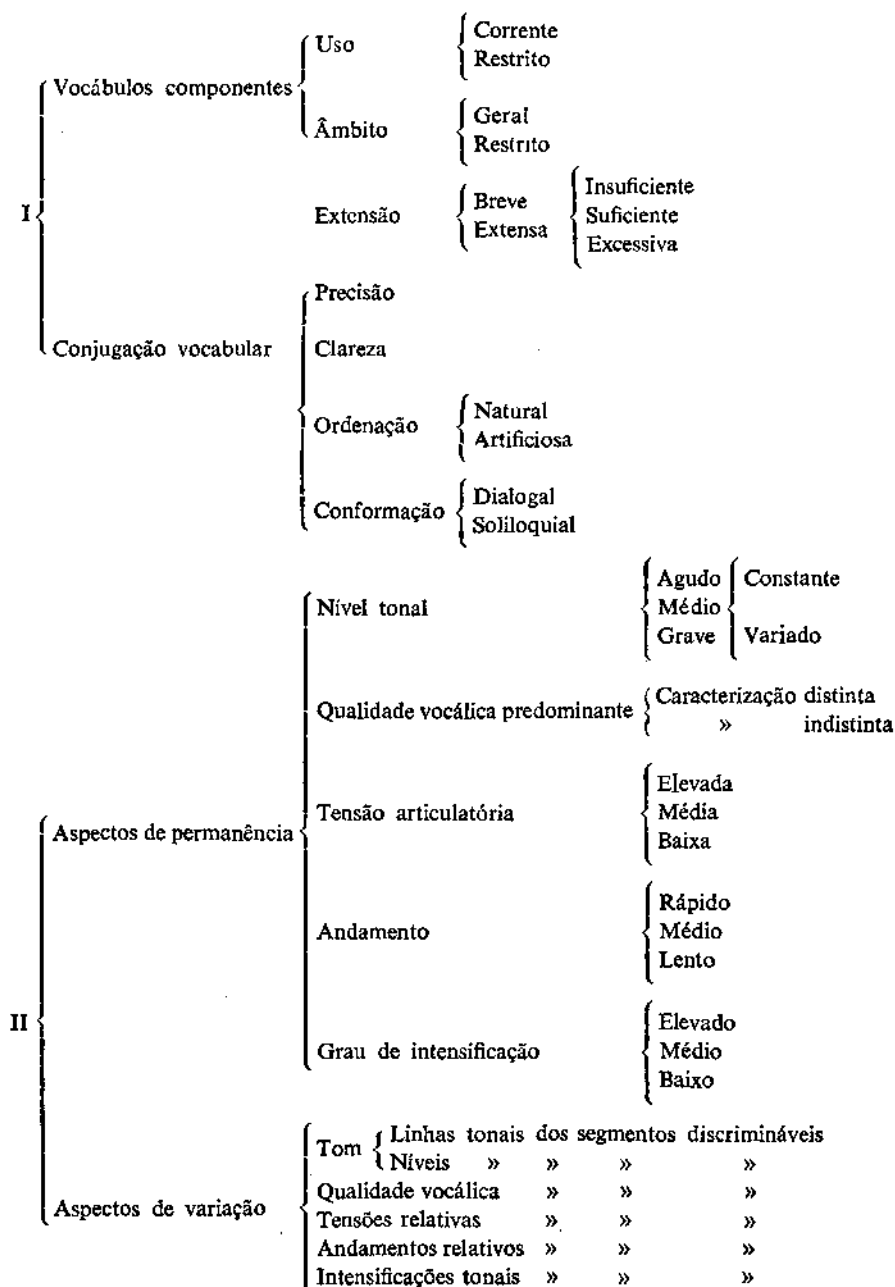 Uso
Corrente
Restrito
Vocábulos componentes
Âmbito
Geral
Restrito
I
Extensão
Breve
Extensa
Insuficiente
Suficiente
Excessiva
Precisão
Conjugação vocabular
Clareza
Ordenação
Natural
Artificiosa
Conformação
Dialogal
Soliloquial
Nível tonal
Agudo
Médio
Grave
Constante
Variado
Qualidade vocálica predominante
Caracterização distinta
» indistinta
Aspectos de permanência
Tensão articulatória
Elevada
Média
Baixa
Andamento
Rápido
Médio
Lento
II
Grau de intensificação
Elevado
Médio
Baixo
Aspectos de variação
Tom
Linhas tonais dos segmentos discrimináveis
Níveis » » » »
Qualidade vocálica » » »
Tensões relativas » » »
Andamentos relativos » » »
Intensificações tonais » » »